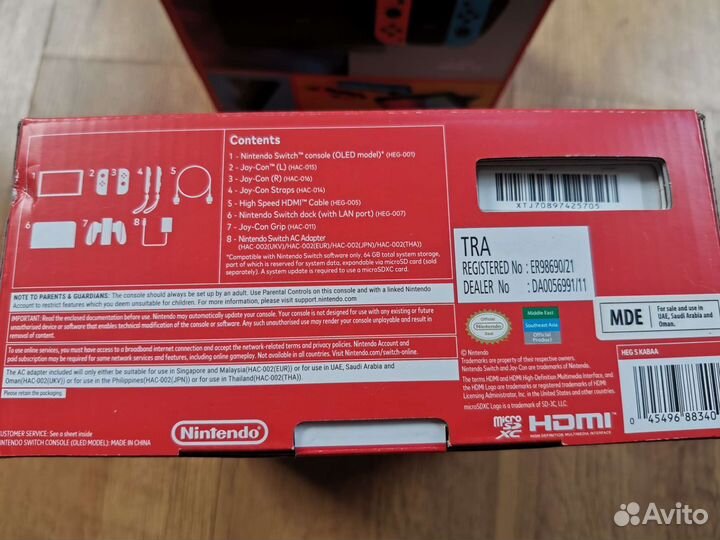 Contents
1 - Nintendo Switch™ console (OLED model)* (HEG-001)
2 - Joy-Con™ (L) (HAC-015)
3 - Joy-Con (R) (HAC-016)
4 - Joy-Con Straps (HAC-014)
5 - High Speed HDMI™ Cable (HEG-005)
6 - Nintendo Switch dock (with LAN port) (HEG-007)
7 - Joy-Con Grip (HAC-011)
8 - Nintendo Switch AC Adapter
(HAC-002(UKV)/HAC-002(EUR)/HAC-002(JPN)/HAC-002(THA))
*Compatible with Nintendo Switch software only. 64 GB total system storage,
part of which is reserved for system data, expandable via microSD card (sold
separately). A system update is required to use a microSDXC card.
1
2
3
4
5
6
7
8
NOTE TO PARENTS & GUARDIANS: The console should always be set up by an adult. Use Parental Controls on this console and with a linked Nintendo
Account to restrict features that you deem unsuitable for children. For more information, please visit support.nintendo.com
IMPORTANT: Read the enclosed documentation before use. Nintendo may automatically update your console. Your console is not designed for use with any existing or future
unauthorised device or software that enables technical modification of the console or software. Any such unauthorised use may render your console unplayable and result in
removal of content.
To use online services, you must have access to a broadband internet connection and accept the network-related terms and privacy policies. Nintendo Account and
paid subscription may be required for some network services and features, including online gameplay. Not available in all countries. Visit Nintendo.com/switch-online.
The AC adapter included will only either be suitable for use in Singapore and Malaysia(HAC-002(EUR)) or for use in UAE, Saudi Arabia and
Oman(HAC-002(UKV)) or for use in the Philippines(HAC-002(JPN)) or for use in Thailand(HAC-002(THA)).
Please retain the packaging.
CUSTOMER SERVICE: See a sheet inside
NINTENDO SWITCH CONSOLE (OLED MODEL): MADE IN CHINA
Nintendo
XTJ70897425705
TRA
REGISTERED No : ER98690/21
DEALER No : DA0056991/11
Official
Nintendo
Seal
Middle East
Southeast Asia
Official
Product
MDE
For sale and use in
UAE, Saudi Arabia and
Oman.
© Nintendo
Trademarks are property of their respective owners.
Nintendo Switch and Joy-Con are trademarks of Nintendo.
The terms HDMI and HDMI High-Definition Multimedia Interface, and
the HDMI Logo are trademarks or registered trademarks of HDMI
Licensing Administrator, Inc. in the United States and other countries.
microSDXC Logo is a trademark of SD-3C, LLC.
micro SD XC
HDMI
HIGH-DEFINITION MULTIMEDIA INTERFACE
HEG S KABAA
0 45496 88340
Avito